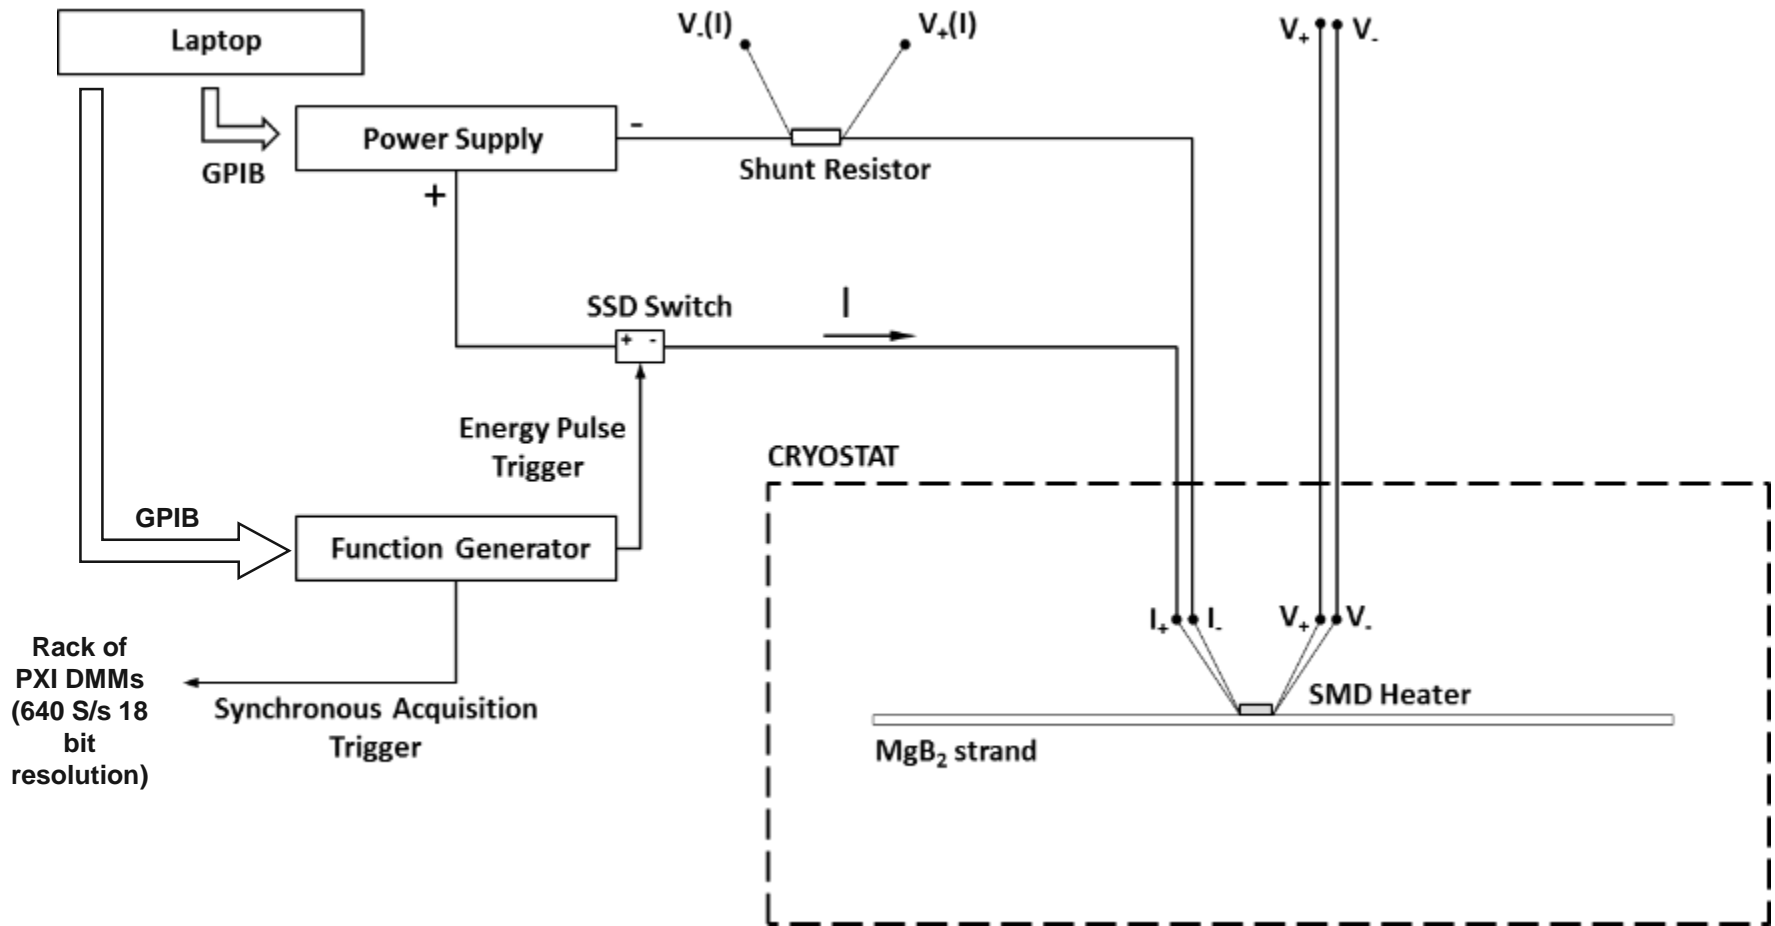 Laptop
V-(I)
V+(I)
V+
V-
Power Supply
-
+
GPIB
Shunt Resistor
SSD Switch
+ -
I
Energy Pulse
Trigger
CRYOSTAT
GPIB
Function Generator
I+
I-
V+
V-
Rack of
PXI DMMs
(640 S/s 18
bit
resolution)
Synchronous Acquisition
Trigger
SMD Heater
MgB2 strand